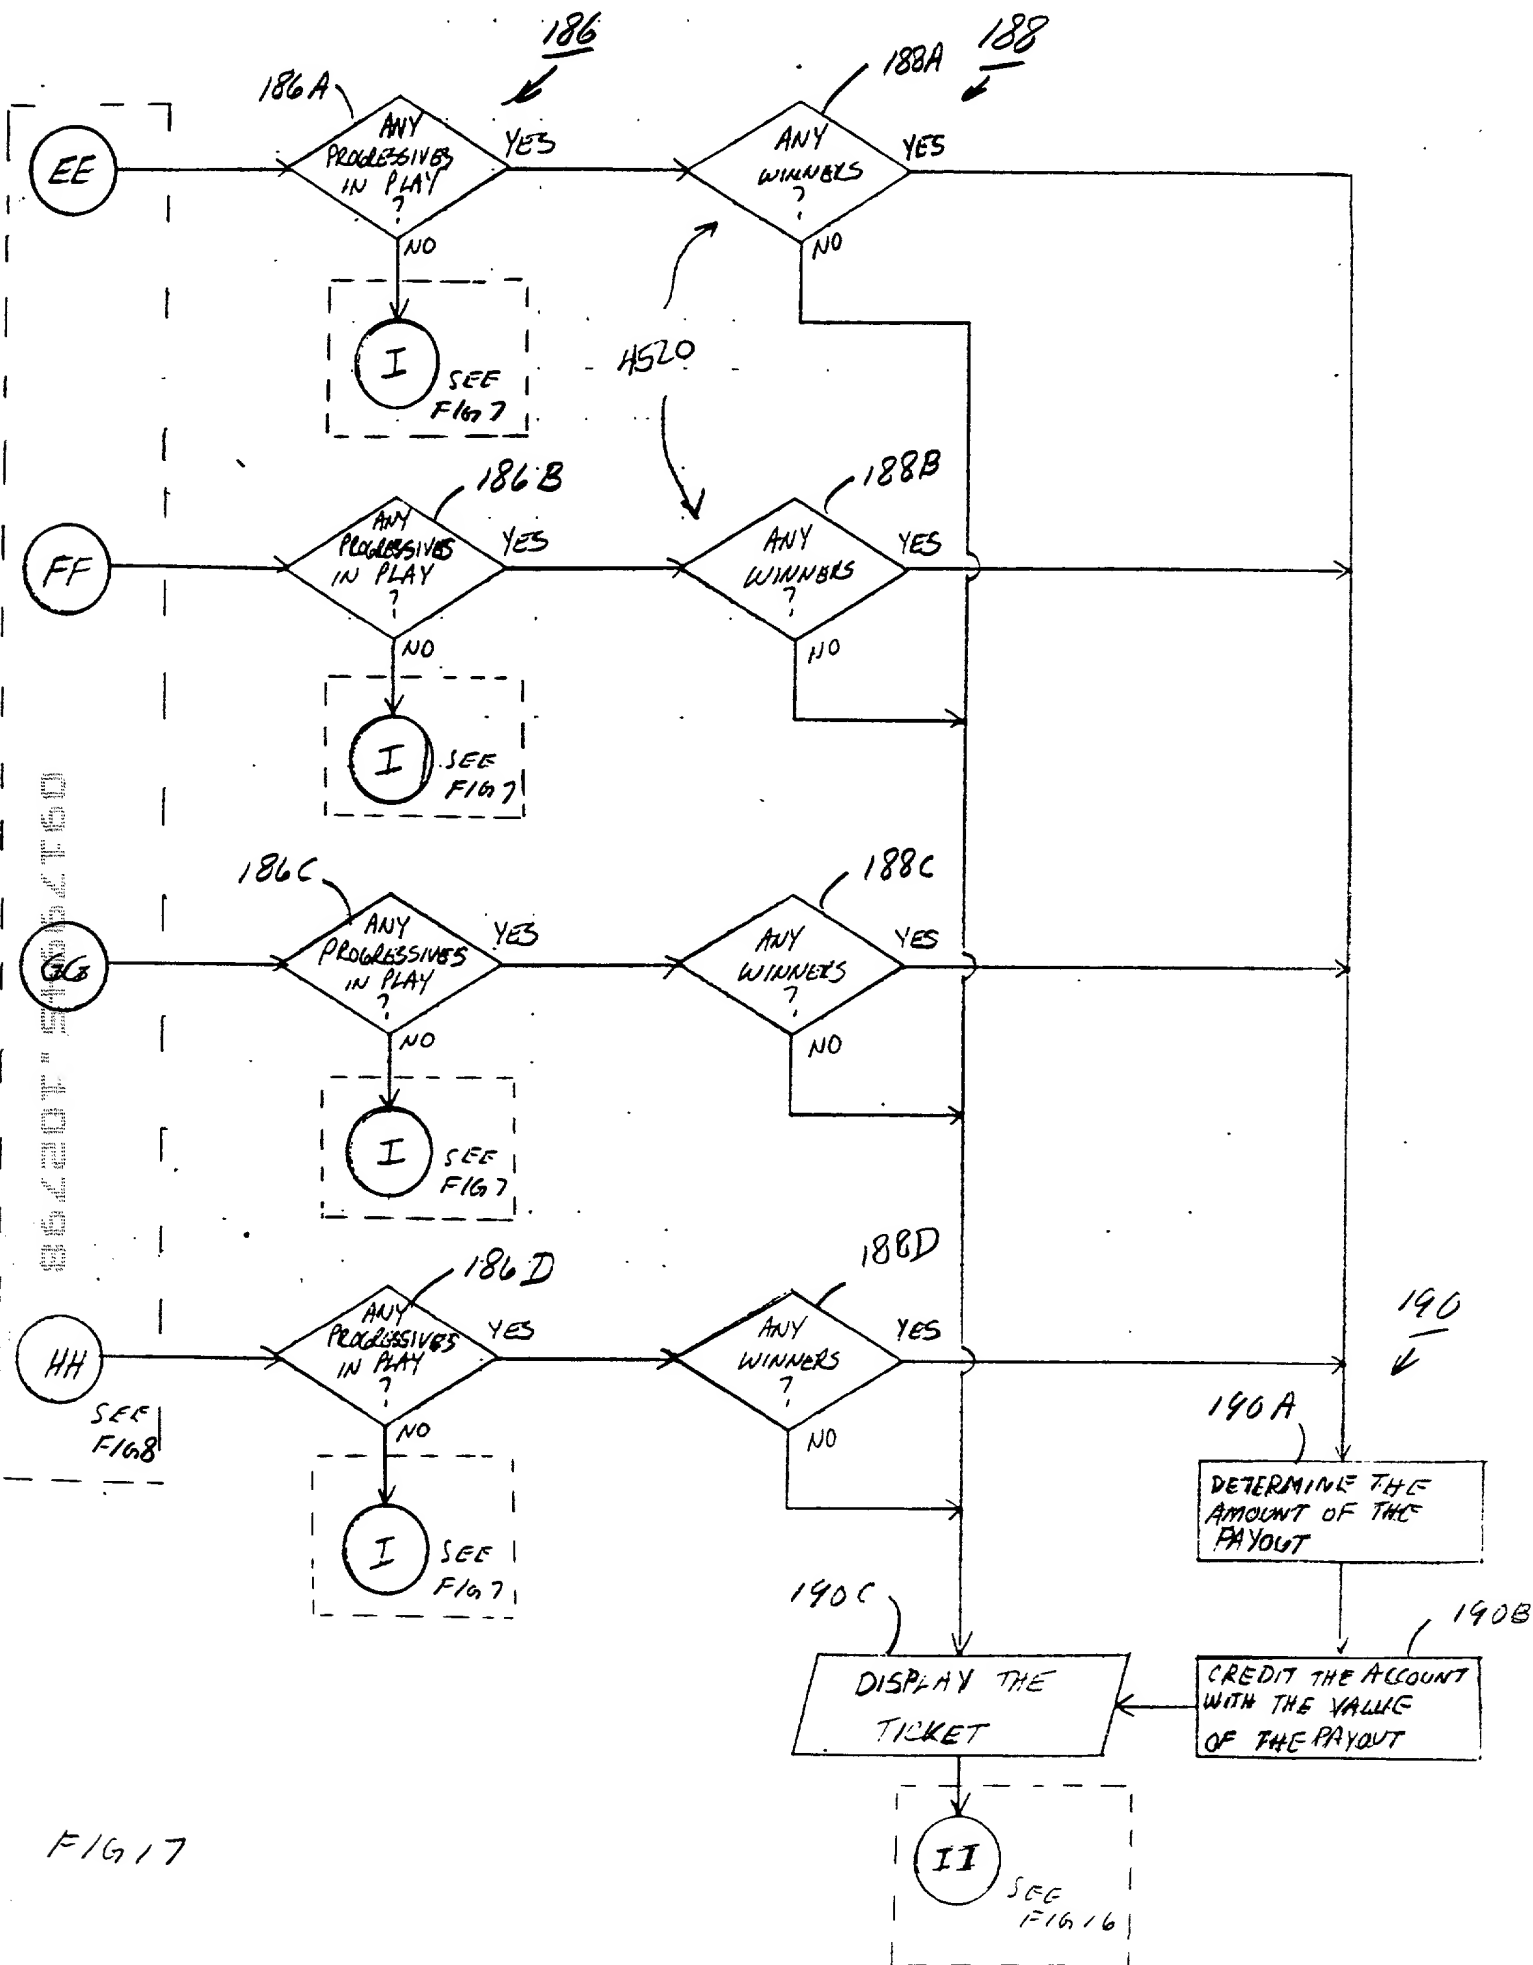 186
188
186A
188A
EE
ANY
PROGRESSIVES
IN PLAY
?
YES
NO
ANY
WINNERS
?
YES
NO
I
SEE
FIG 7
4520
186B
188B
FF
ANY
PROGRESSIVES
IN PLAY
?
YES
NO
ANY
WINNERS
?
YES
NO
I
SEE
FIG 7
186C
188C
GG
ANY
PROGRESSIVES
IN PLAY
?
YES
NO
ANY
WINNERS
?
YES
NO
I
SEE
FIG 7
186D
188D
HH
SEE
FIG8
ANY
PROGRESSIVES
IN PLAY
?
YES
NO
ANY
WINNERS
?
YES
NO
I
SEE
FIG 7
190
190A
DETERMINE THE
AMOUNT OF THE
PAYOUT
190B
CREDIT THE ACCOUNT
WITH THE VALUE
OF THE PAYOUT
190C
DISPLAY THE
TICKET
II
SEE
FIG 16
FIG 17